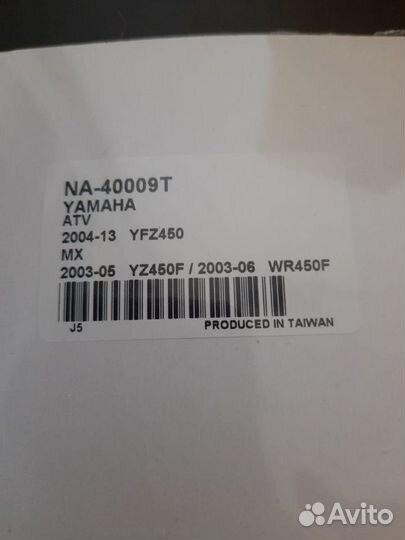 NA-40009T
YAMAHA
ATV
2004-13 YFZ450
MX
2003-05 YZ450F / 2003-06 WR450F
J5 PRODUCED IN TAIWAN
Avito